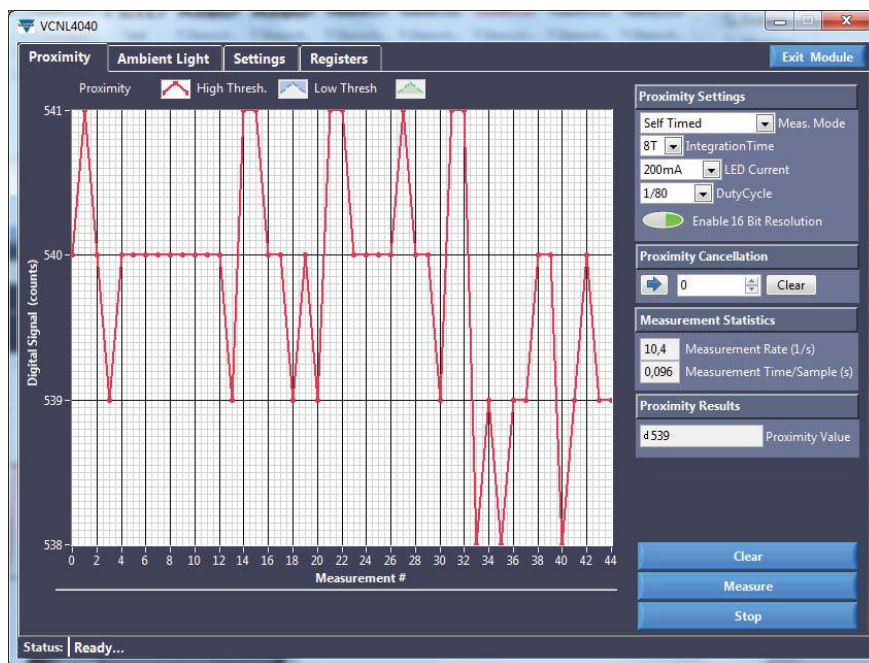 VCNL4040
Proximity Ambient Light Settings Registers Exit Module
Proximity High Thresh. Low Thresh
541
540
539
538
Digital Signal (counts)
0 2 4 6 8 10 12 14 16 18 20 22 24 26 28 30 32 34 36 38 40 42 44
Measurement #
Proximity Settings
Self Timed Meas. Mode
8T IntegrationTime
200mA LED Current
1/80 DutyCycle
Enable 16 Bit Resolution
Proximity Cancellation
0 Clear
Measurement Statistics
10,4 Measurement Rate (1/s)
0,096 Measurement Time/Sample (s)
Proximity Results
d 539 Proximity Value
Clear
Measure
Stop
Status: Ready...